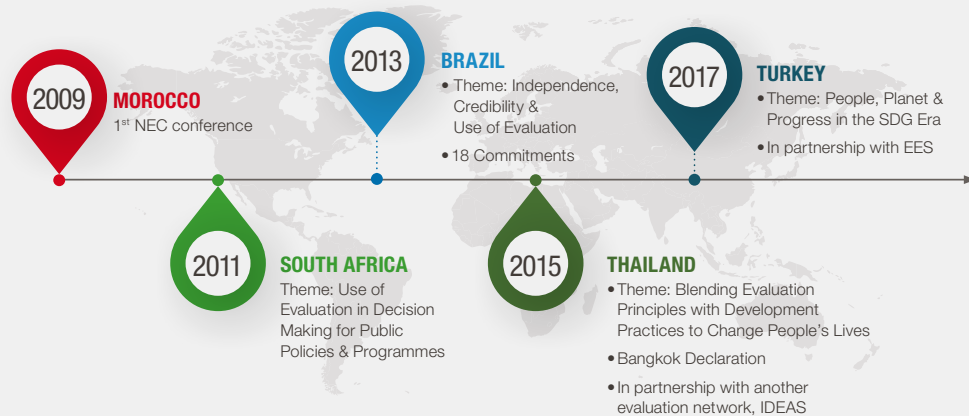 2009
MOROCCO
1st NEC conference
2011
SOUTH AFRICA
Theme: Use of
Evaluation in Decision
Making for Public
Policies & Programmes
2013
BRAZIL
• Theme: Independence,
Credibility &
Use of Evaluation
• 18 Commitments
2015
THAILAND
• Theme: Blending Evaluation
Principles with Development
Practices to Change People's Lives
• Bangkok Declaration
• In partnership with another
evaluation network, IDEAS
2017
TURKEY
• Theme: People, Planet &
Progress in the SDG Era
• In partnership with EES